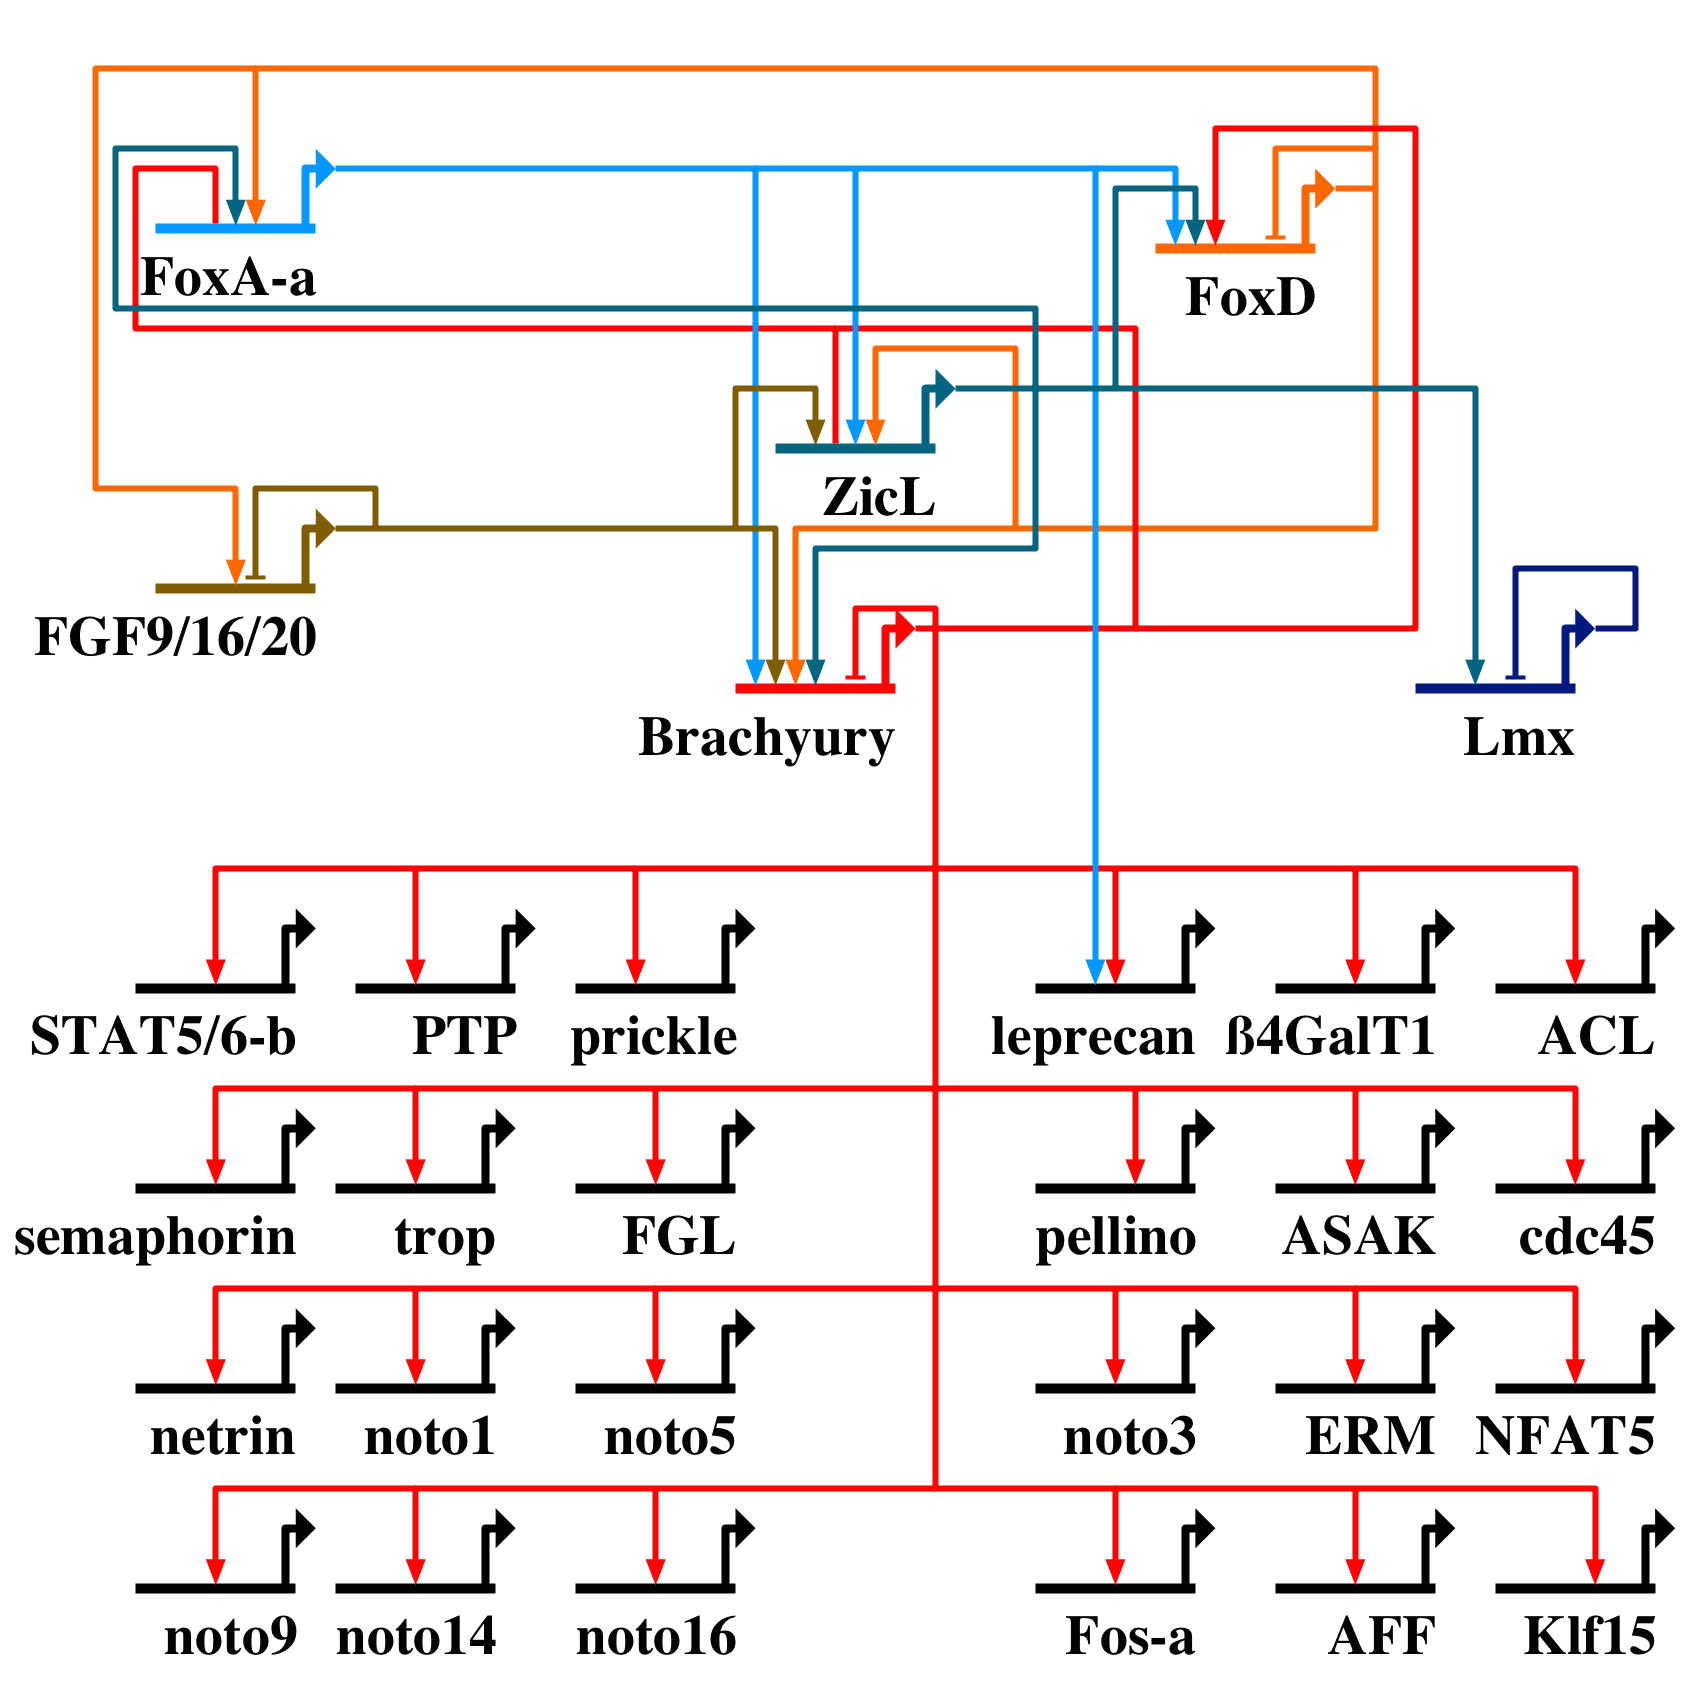 FoxA-a
FoxD
ZicL
FGF9/16/20
Brachyury
Lmx
STAT5/6-b
PTP
prickle
leprecan
ß4GalT1
ACL
semaphorin
trop
FGL
pellino
ASAK
cdc45
netrin
noto1
noto5
noto3
ERM
NFAT5
noto9
noto14
noto16
Fos-a
AFF
Klf15